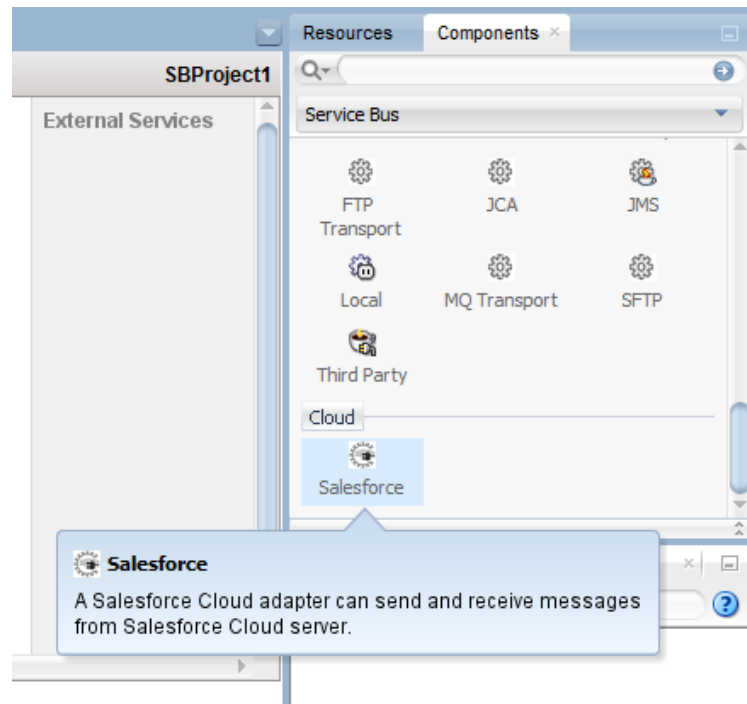 Resources
Components
SBProject1
External Services
Service Bus
FTP
Transport
JCA
JMS
Local
MQ Transport
SFTP
Third Party
Cloud
Salesforce
Salesforce
A Salesforce Cloud adapter can send and receive messages
from Salesforce Cloud server.